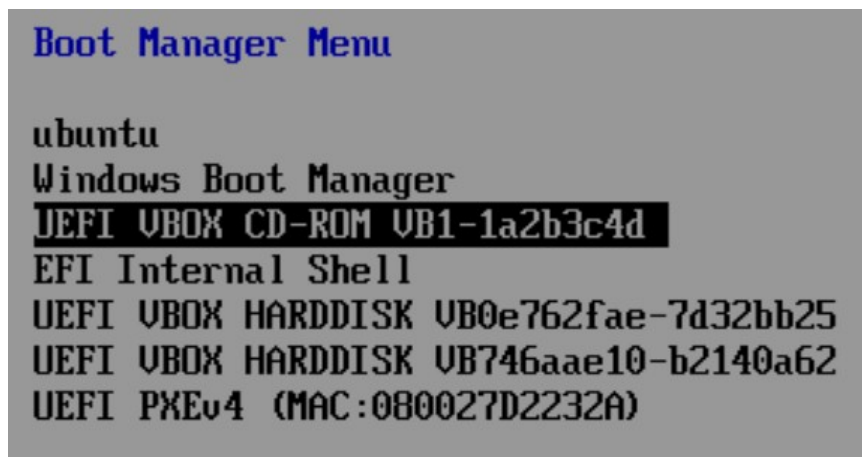 Boot Manager Menu
ubuntu
Windows Boot Manager
UEFI VBOX CD-ROM VB1-1a2b3c4d
EFI Internal Shell
UEFI VBOX HARDDISK VB0e762fae-7d32bb25
UEFI VBOX HARDDISK VB746aae10-b2140a62
UEFI PXEv4 (MAC:080027D2232A)